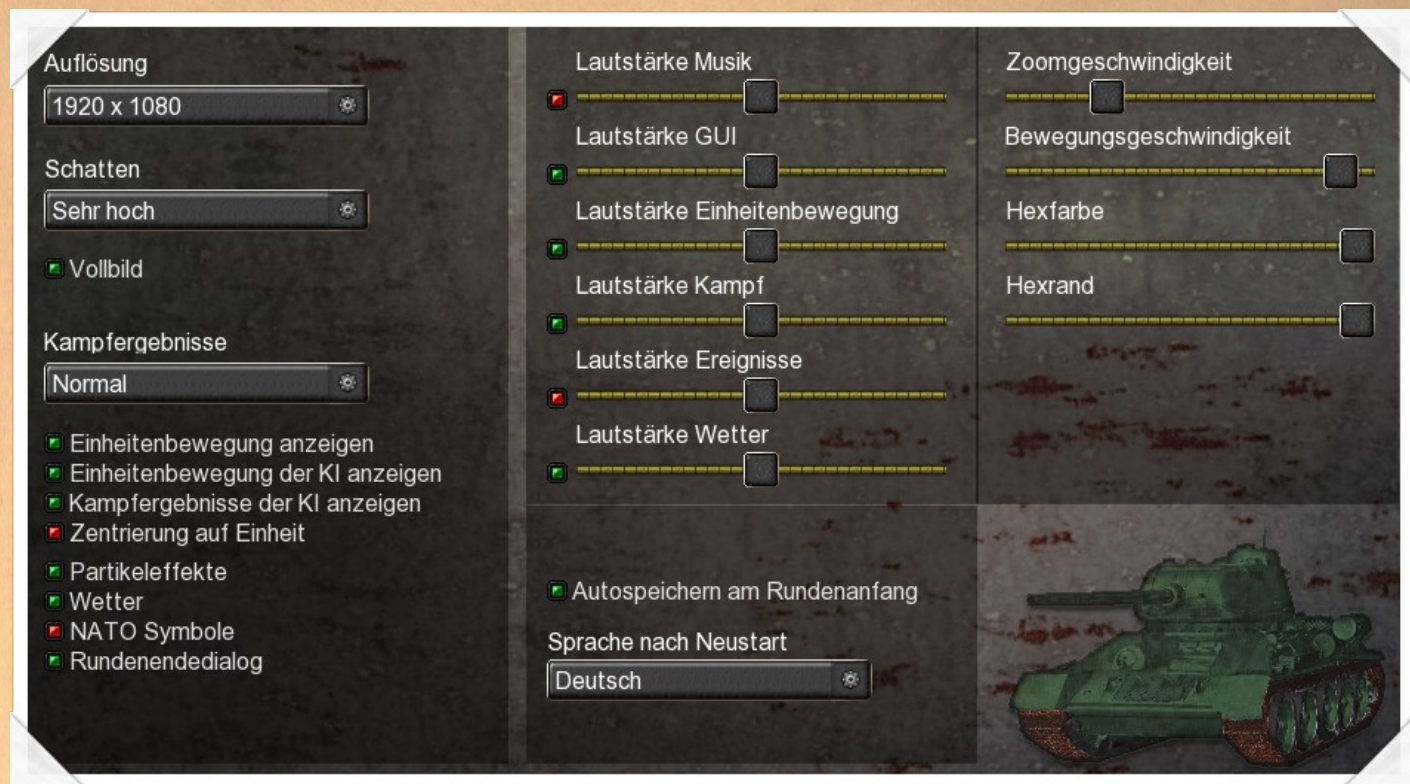 Auflösung
1920 x 1080
Schatten
Sehr hoch
Vollbild
Kampfergebnisse
Normal
Einheitenbewegung anzeigen
Einheitenbewegung der KI anzeigen
Kampfergebnisse der KI anzeigen
Zentrierung auf Einheit
Partikeleffekte
Wetter
NATO Symbole
Rundenendedialog
Lautstärke Musik
Lautstärke GUI
Lautstärke Einheitenbewegung
Lautstärke Kampf
Lautstärke Ereignisse
Lautstärke Wetter
Autospeichern am Rundenanfang
Sprache nach Neustart
Deutsch
Zoomgeschwindigkeit
Bewegungsgeschwindigkeit
Hexfarbe
Hexrand